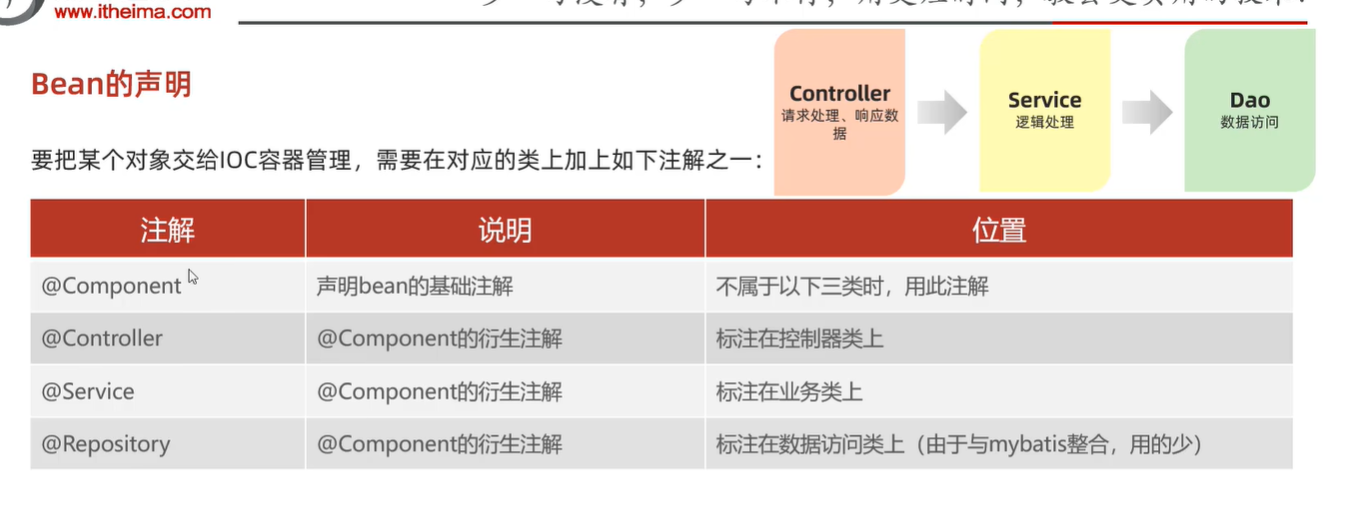 www.itheima.com
Bean的声明
要把某个对象交给IOC容器管理，需要在对应的类上加上如下注解之一：
Controller
请求处理、响应数
据
Service
逻辑处理
Dao
数据访问
注解 说明 位置
@Component 声明bean的基础注解 不属于以下三类时，用此注解
@Controller @Component的衍生注解 标注在控制器类上
@Service @Component的衍生注解 标注在业务类上
@Repository @Component的衍生注解 标注在数据访问类上（由于与mybatis整合，用的少）